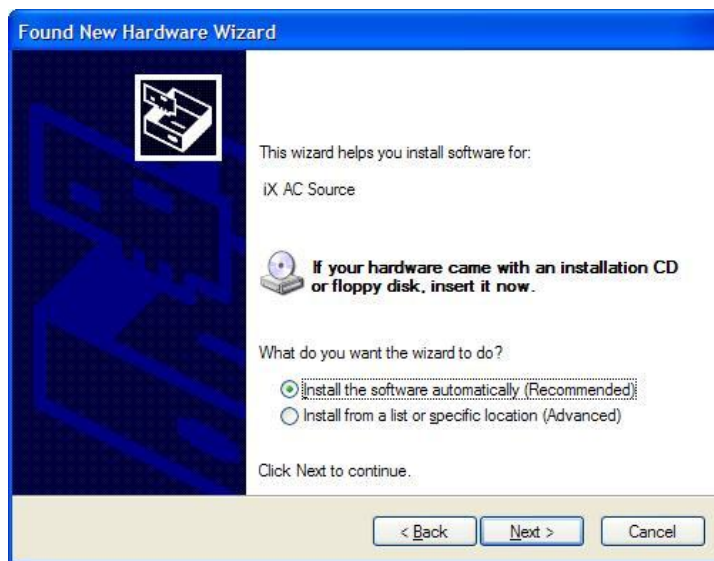 Found New Hardware Wizard
This wizard helps you install software for:
iX AC Source
If your hardware came with an installation CD
or floppy disk, insert it now.
What do you want the wizard to do?
Install the software automatically (Recommended)
Install from a list or specific location (Advanced)
Click Next to continue.
< Back
Next >
Cancel